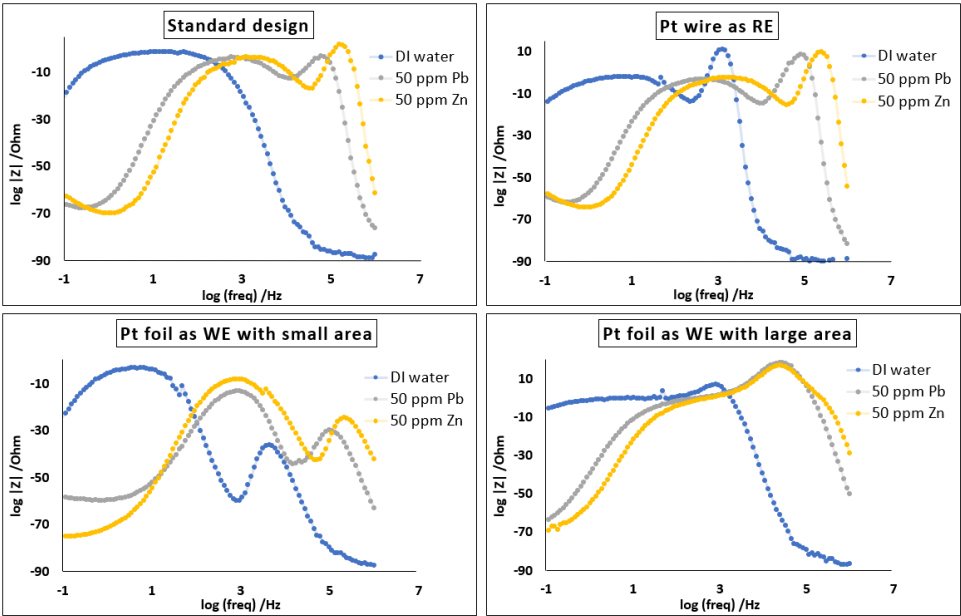 Standard design
DI water
50 ppm Pb
50 ppm Zn
-10
-30
-50
-70
-90
-1
1
3
5
7
log |Z| /Ohm
log (freq) /Hz
Pt wire as RE
DI water
50 ppm Pb
50 ppm Zn
10
-10
-30
-50
-70
-90
-1
1
3
5
7
log |Z| /Ohm
log (freq) /Hz
Pt foil as WE with small area
DI water
50 ppm Pb
50 ppm Zn
-10
-30
-50
-70
-90
-1
1
3
5
7
log |Z| /Ohm
log (freq) /Hz
Pt foil as WE with large area
DI water
50 ppm Pb
50 ppm Zn
10
-10
-30
-50
-70
-90
-1
1
3
5
7
log |Z| /Ohm
log (freq) /Hz